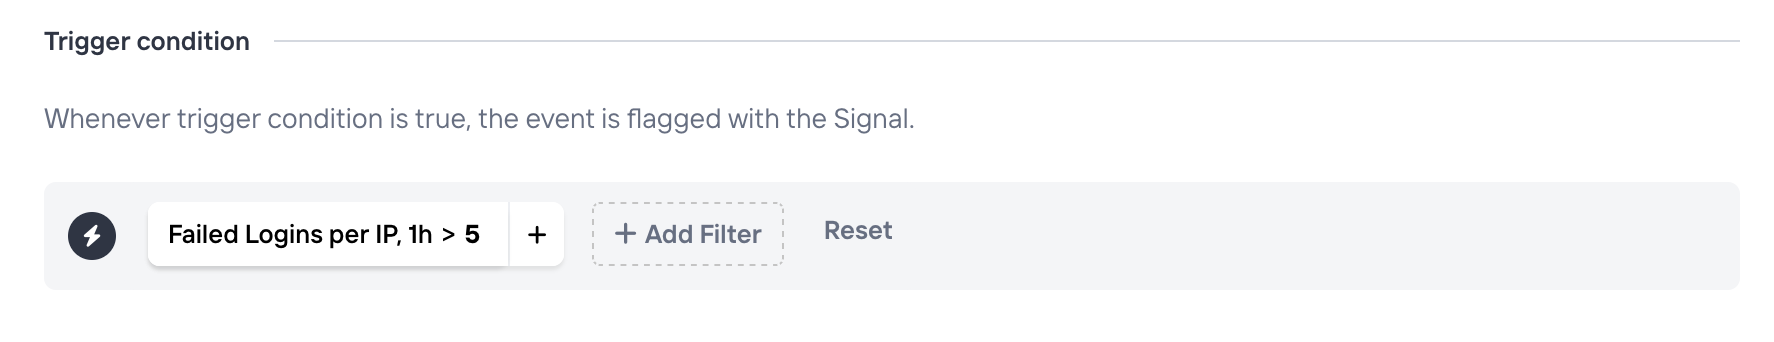 Trigger condition
Whenever trigger condition is true, the event is flagged with the Signal.
Failed Logins per IP, 1h > 5 + + Add Filter Reset